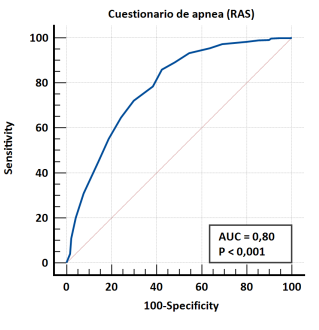 Cuestionario de apnea (RAS)
100
80
60
40
20
0
Sensitivity
AUC = 0,80
P < 0,001
0 20 40 60 80 100
100-Specificity